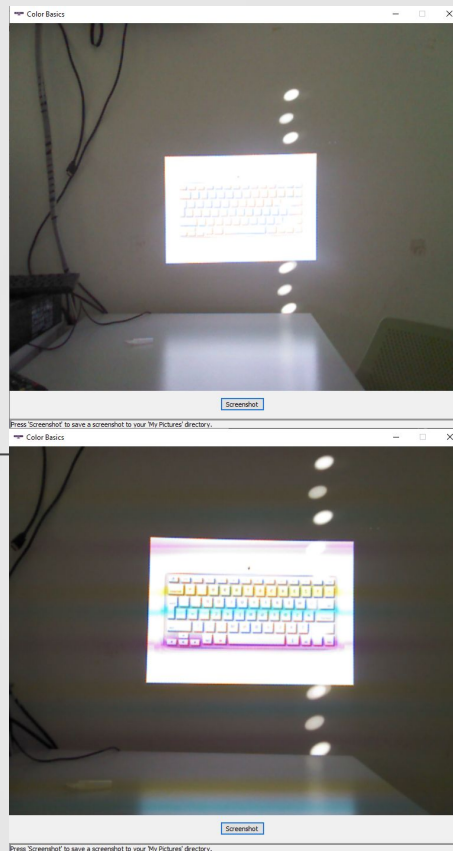 Color Basics
Screenshot
Press 'Screenshot' to save a screenshot to your 'My Pictures' directory.
Color Basics
Screenshot
Press 'Screenshot' to save a screenshot to your 'My Pictures' directory.